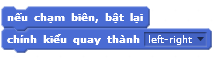 nếu chạm biên, bật lại
chỉnh kiểu quay thành left-right